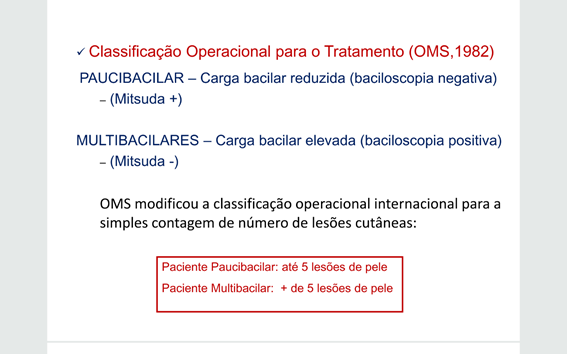 ✓ Classificação Operacional para o Tratamento (OMS,1982)
PAUCIBACILAR – Carga bacilar reduzida (baciloscopia negativa)
– (Mitsuda +)
MULTIBACILARES – Carga bacilar elevada (baciloscopia positiva)
– (Mitsuda -)
OMS modificou a classificação operacional internacional para a
simples contagem de número de lesões cutâneas:
Paciente Paucibacilar: até 5 lesões de pele
Paciente Multibacilar: + de 5 lesões de pele